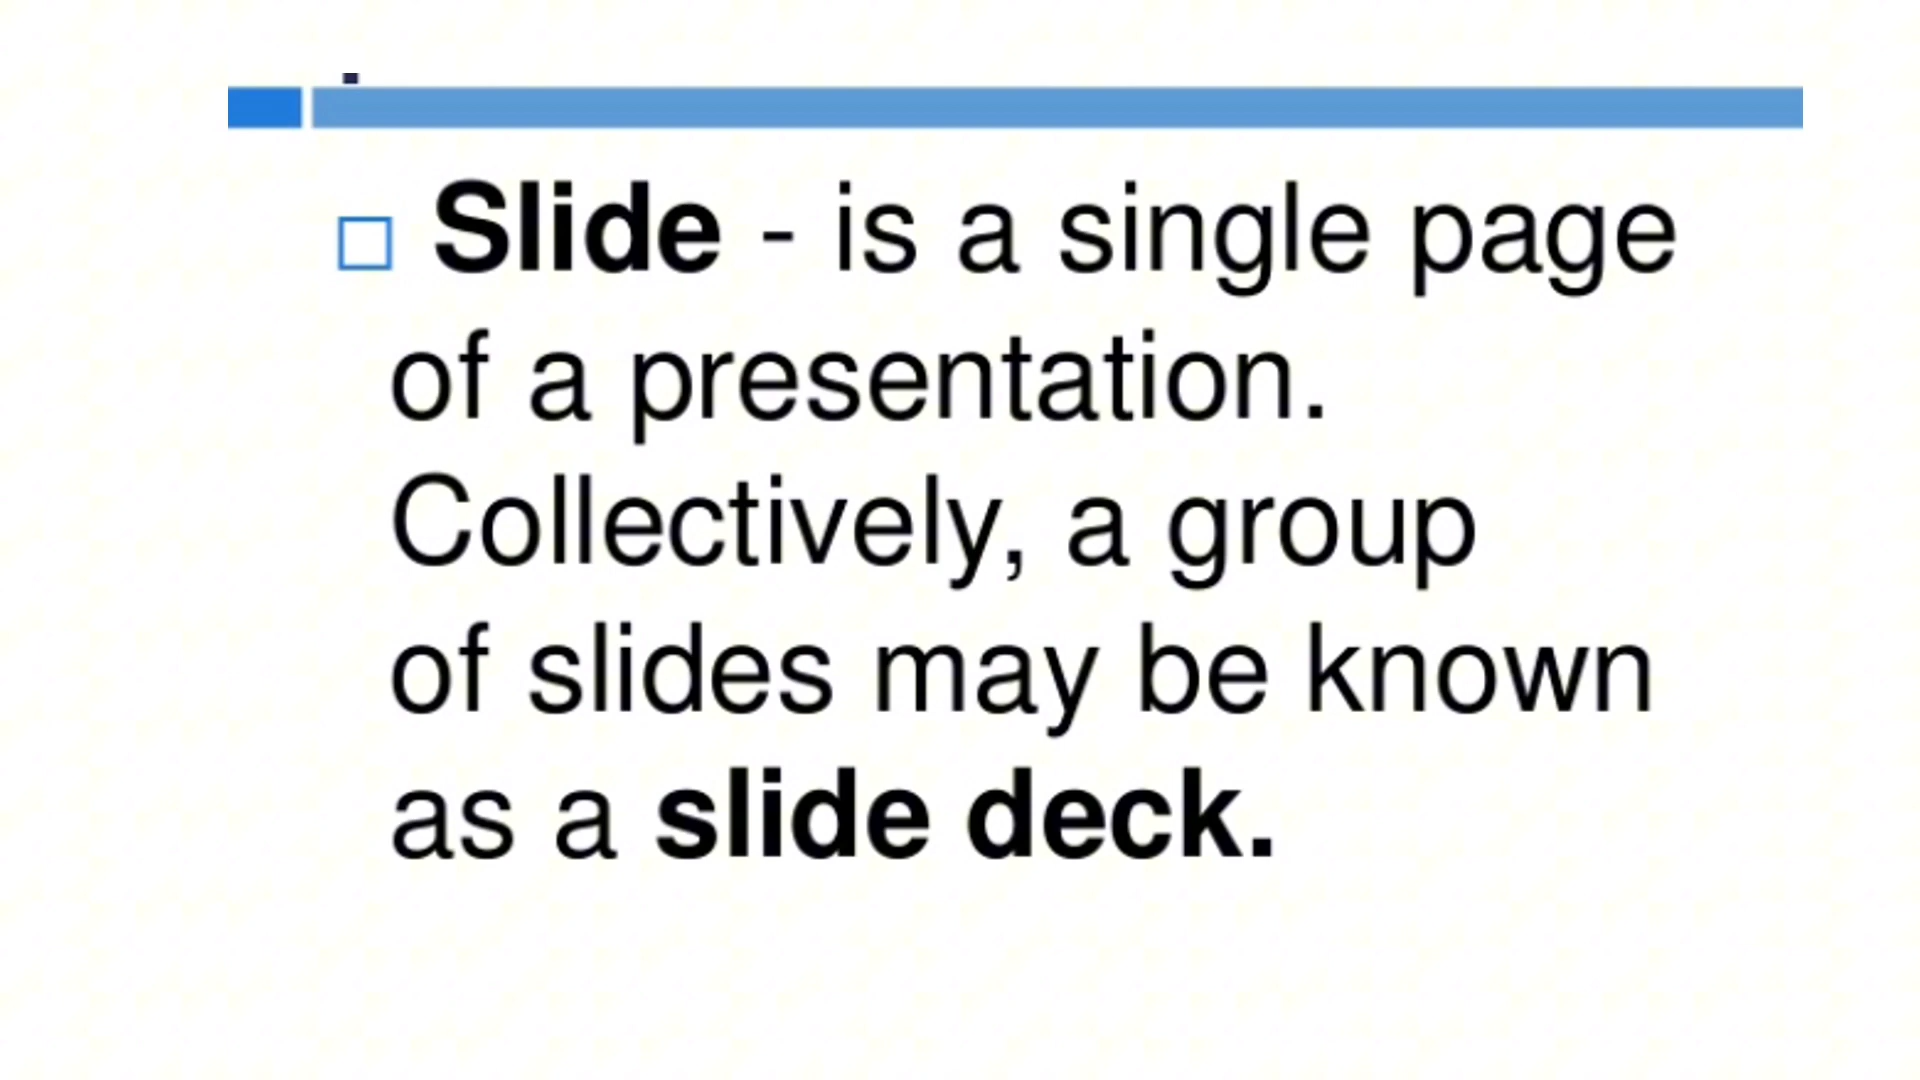 Slide - is a single page
of a presentation.
Collectively, a group
of slides may be known
as a slide deck.